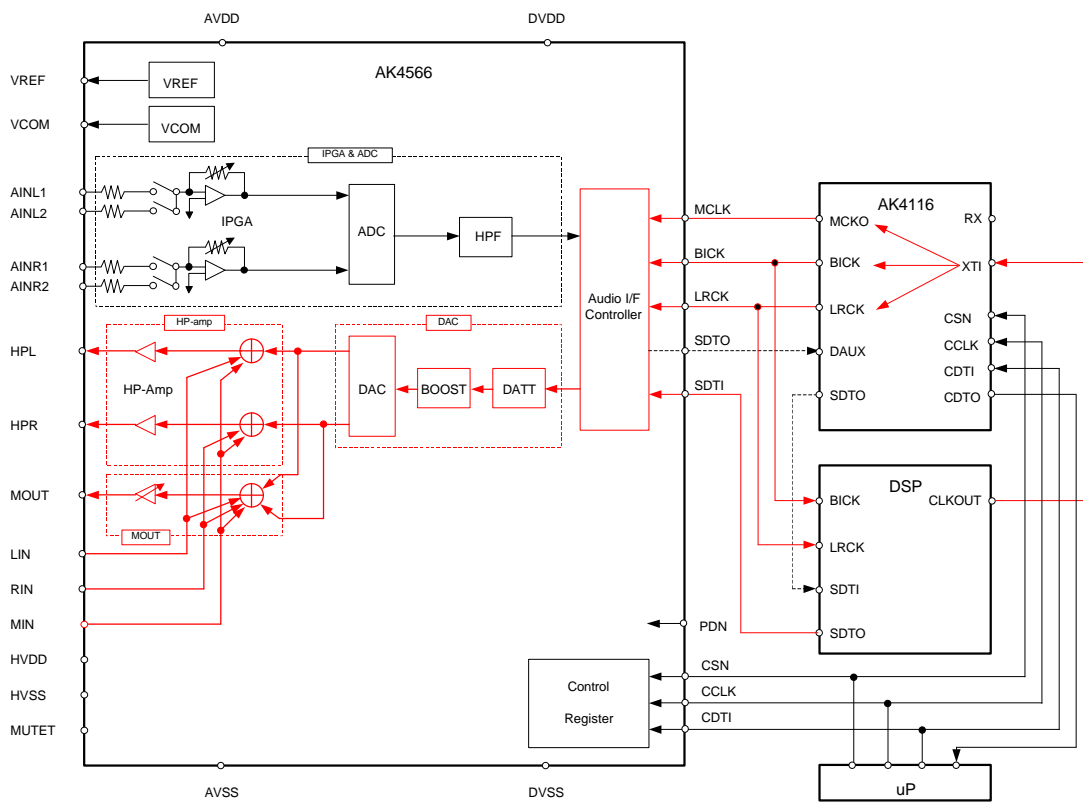 AVDD
DVDD
AK4566
VREF
VREF
VCOM
VCOM
IPGA & ADC
AINL1
AINL2
IPGA
AINR1
AINR2
ADC
HPF
Audio I/F
Controller
MCLK
BICK
LRCK
SDTO
SDTI
AK4116
MCKO
RX
BICK
XTI
LRCK
CSN
CCLK
DAUX
CDTI
SDTO
CDTO
HP-amp
DAC
HPL
HP-Amp
DAC
BOOST
DATT
HPR
MOUT
MOUT
LIN
RIN
MIN
HVDD
HVSS
MUTET
DSP
BICK
CLKOUT
LRCK
SDTI
SDTO
PDN
CSN
CCLK
CDTI
Control
Register
uP
AVSS
DVSS